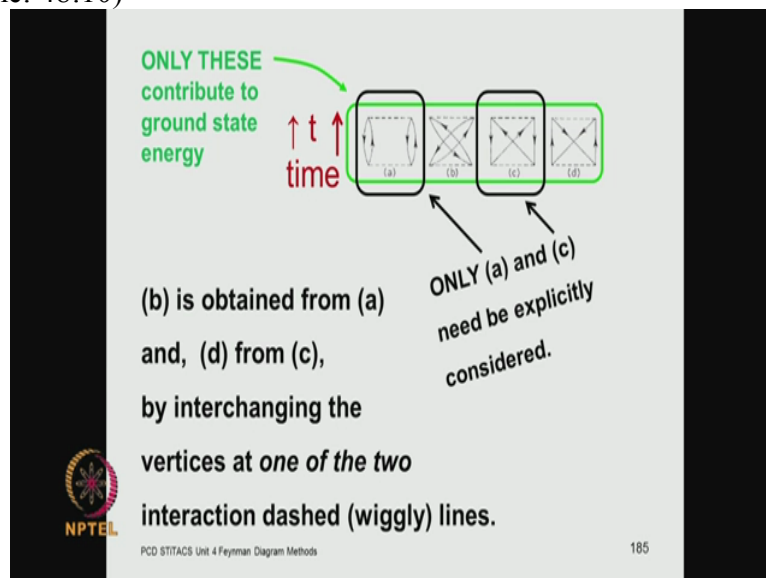 ONLY THESE
contribute to
ground state
energy
↑ t ↑
time
(a) (b) (c) (d)
ONLY (a) and (c)
need be explicitly
considered.
(b) is obtained from (a)
and, (d) from (c),
by interchanging the
vertices at one of the two
interaction dashed (wiggly) lines.
NPTEL
PCD STiTACS Unit 4 Feynman Diagram Methods
185